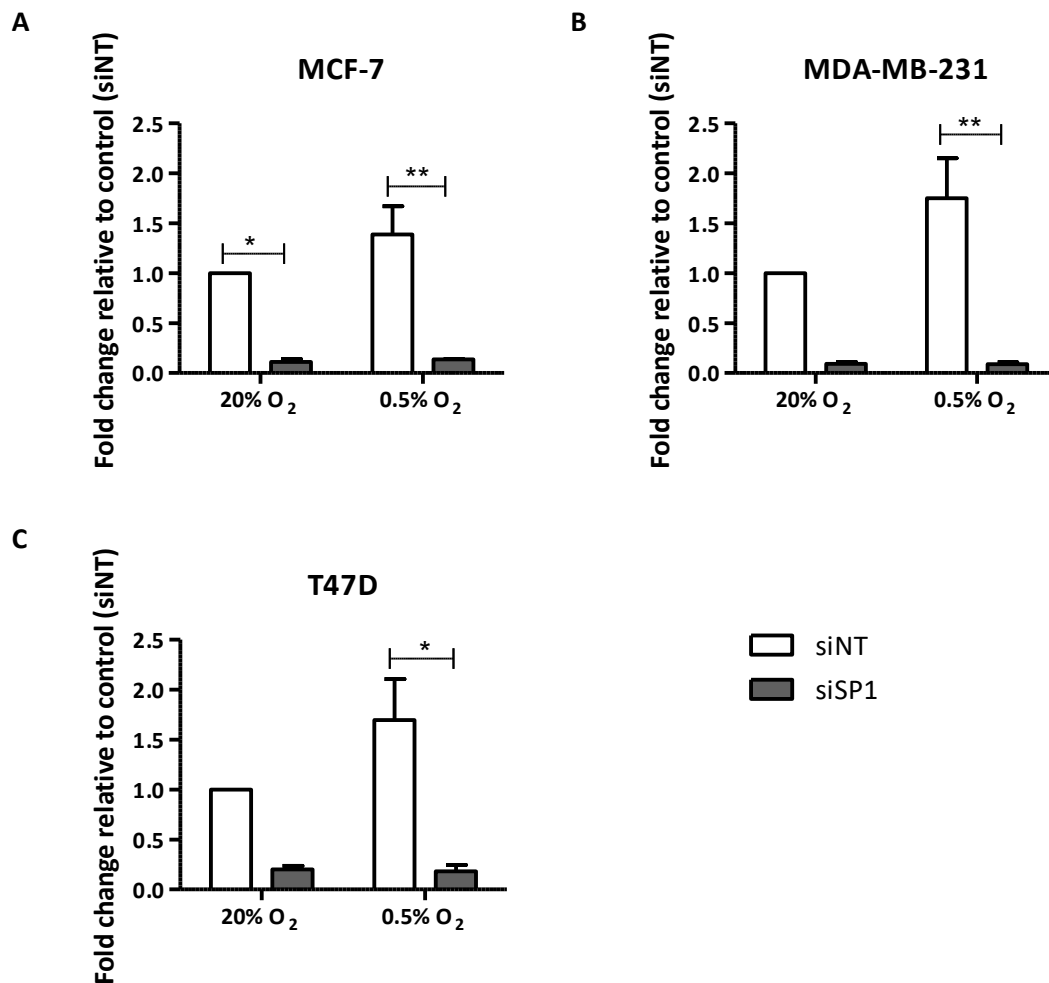 A
MCF-7
Fold change relative to control (siNT)
2.5
2.0
1.5
1.0
0.5
0.0
*
**
20% O2
0.5% O2
B
MDA-MB-231
Fold change relative to control (siNT)
2.5
2.0
1.5
1.0
0.5
0.0
**
20% O2
0.5% O2
C
T47D
Fold change relative to control (siNT)
2.5
2.0
1.5
1.0
0.5
0.0
*
20% O2
0.5% O2
siNT
siSP1